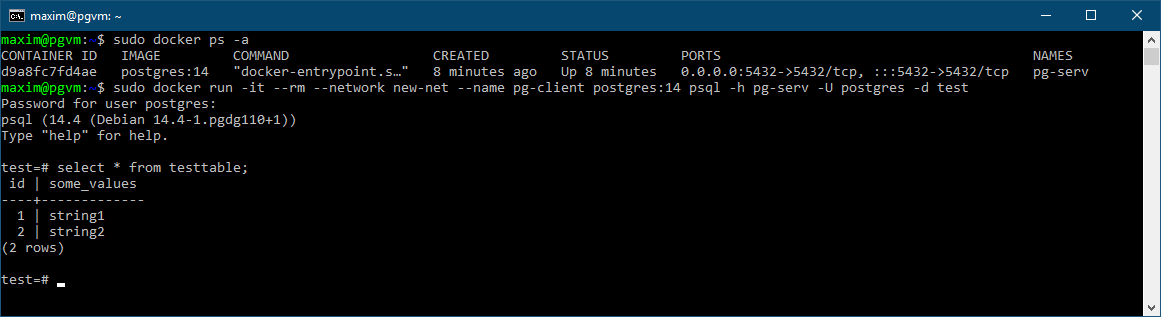 maxim@pgvm: ~
maxim@pgvm:~$ sudo docker ps -a
CONTAINER ID   IMAGE         COMMAND                  CREATED         STATUS         PORTS                                       NAMES
d9a8fc7fd4ae   postgres:14   "docker-entrypoint.s…"   8 minutes ago   Up 8 minutes   0.0.0.0:5432->5432/tcp, :::5432->5432/tcp   pg-serv
maxim@pgvm:~$ sudo docker run -it --rm --network new-net --name pg-client postgres:14 psql -h pg-serv -U postgres -d test
Password for user postgres:
psql (14.4 (Debian 14.4-1.pgdg110+1))
Type "help" for help.
test=# select * from testtable;
 id | some_values
----+-------------
  1 | string1
  2 | string2
(2 rows)
test=#